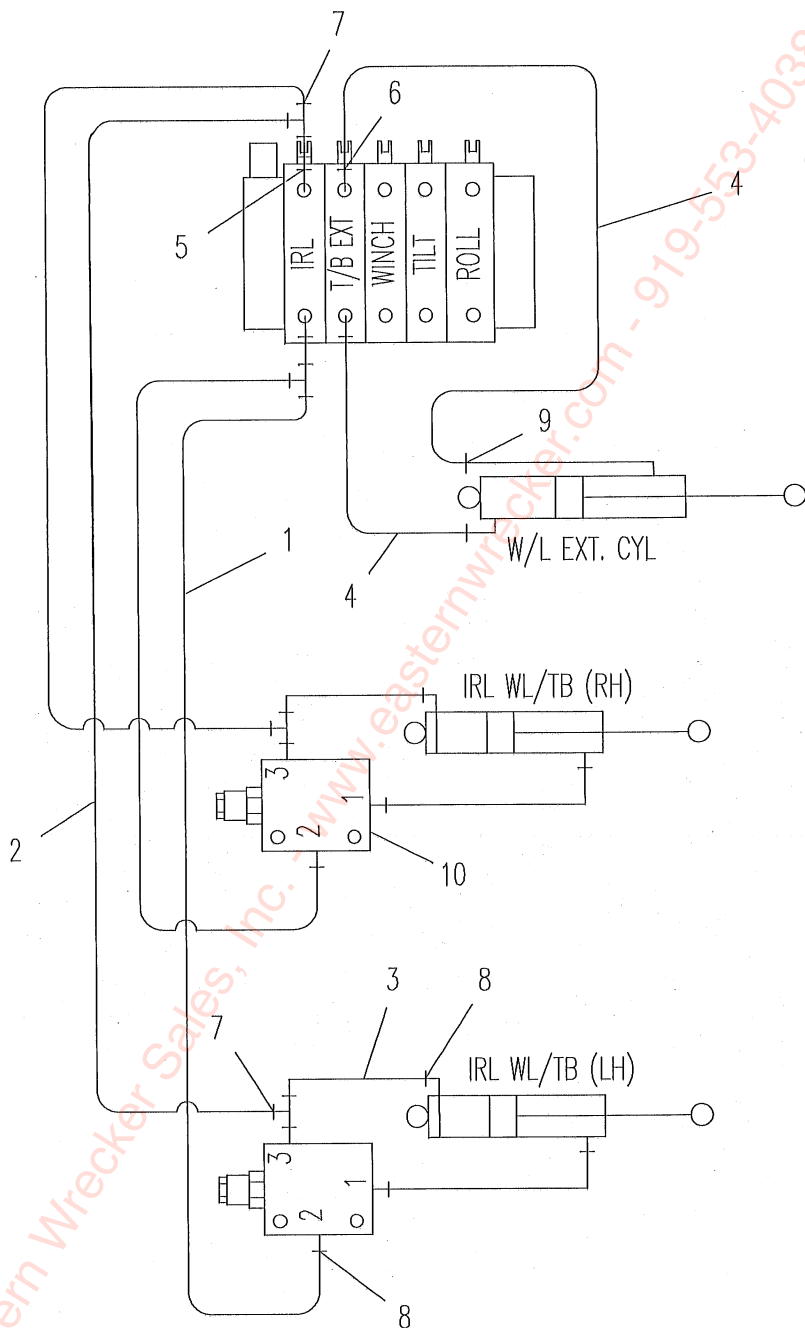 7
6
4
5
IRL
T/B EXT
WINCH
TILT
ROLL
9
1
4
W/L EXT. CYL
IRL WL/TB (RH)
3
1
2
2
10
3
8
7
IRL WL/TB (LH)
3
1
2
8
ern Wrecker Sales, Inc. - www.easternwrecker.com - 919-553-4038